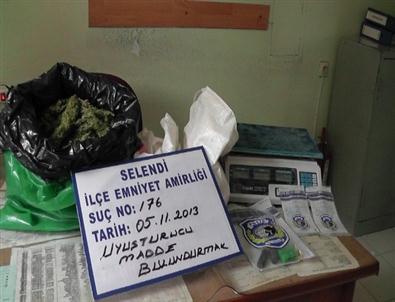 SELENDİ
İLÇE EMNİYET AMİRLİĞİ
SUÇ NO: 176
TARİH: 05.11.2013
UYUŞTURUCU
MADDE
BULUNDURMAK